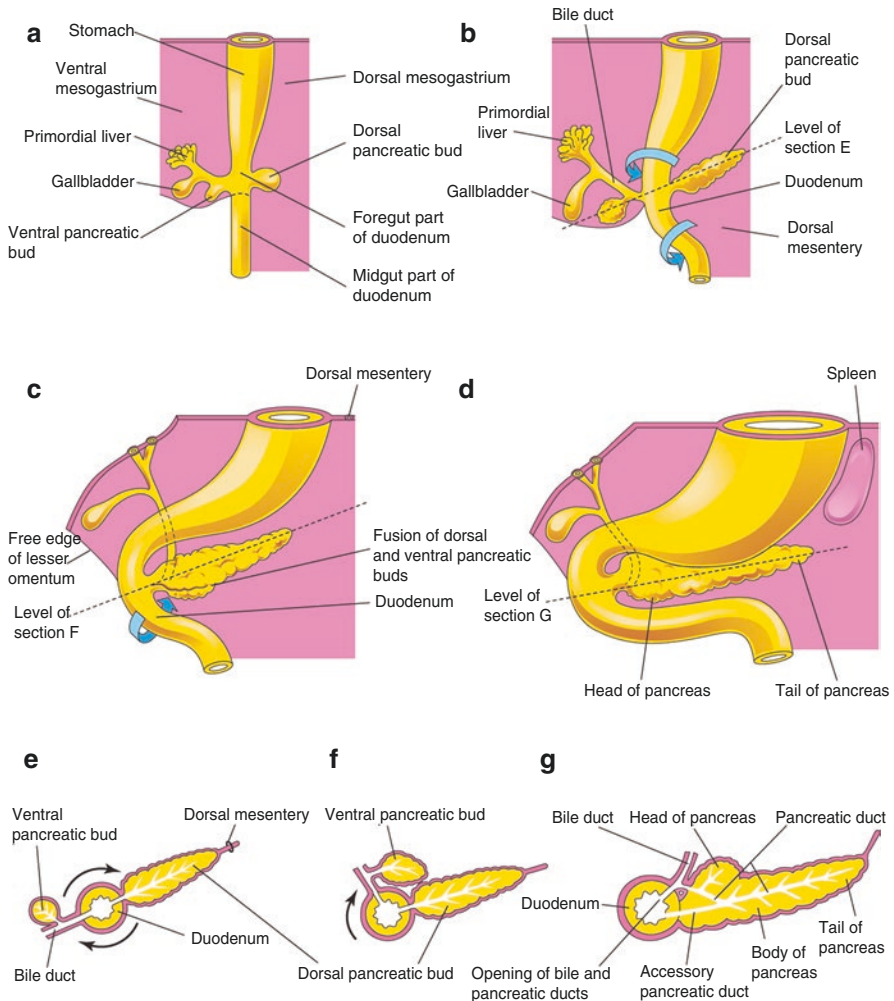 a
Stomach
Ventral
mesogastrium
Primordial liver
Gallbladder
Ventral pancreatic
bud
Dorsal mesogastrium
Dorsal
pancreatic bud
Foregut part
of duodenum
Midgut part of
duodenum
b
Bile duct
Primordial
liver
Gallbladder
Dorsal
pancreatic
bud
Level of
section E
Duodenum
Dorsal
mesentery
c
Dorsal mesentery
Free edge
of lesser
omentum
Level of
section F
Fusion of dorsal
and ventral pancreatic
buds
Duodenum
d
Spleen
Level of
section G
Head of pancreas
Tail of pancreas
e
Ventral
pancreatic bud
Dorsal mesentery
Duodenum
Bile duct
f
Ventral pancreatic bud
Dorsal pancreatic bud
g
Bile duct
Head of pancreas
Pancreatic duct
Duodenum
Opening of bile and
pancreatic ducts
Accessory
pancreatic duct
Body of
pancreas
Tail of
pancreas